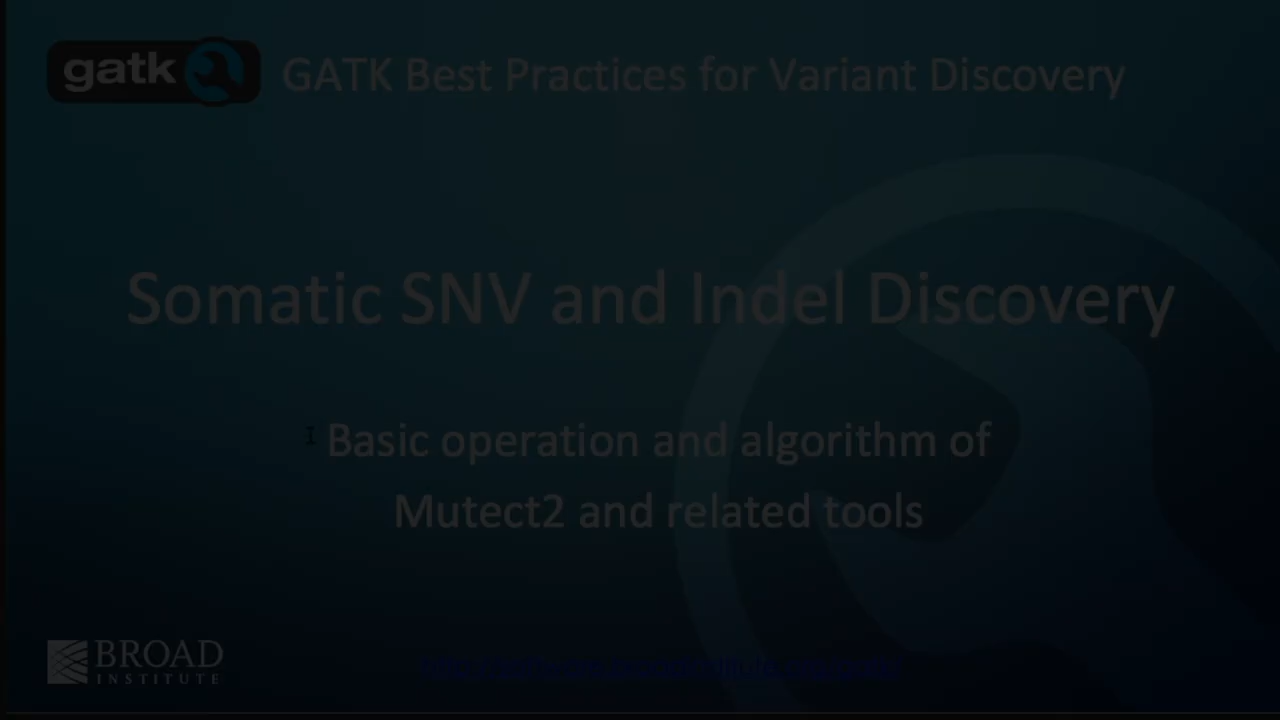 gatk
GATK Best Practices for Variant Discovery
Somatic SNV and Indel Discovery
Basic operation and algorithm of
Mutect2 and related tools
BROAD
INSTITUTE